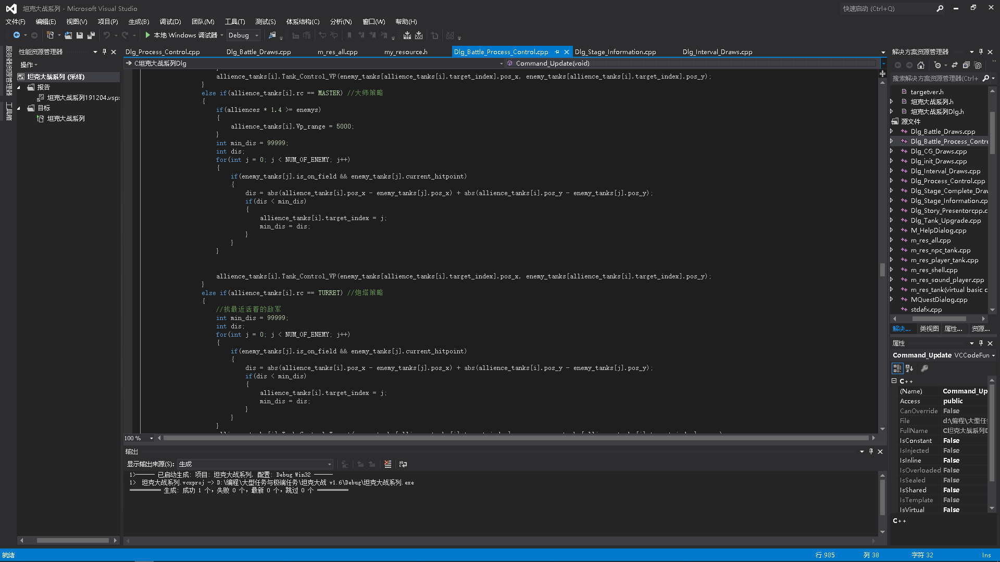 坦克大战系列 - Microsoft Visual Studio
快速启动 (Ctrl+Q)
文件(F) 编辑(E) 视图(V) 项目(P) 生成(B) 调试(D) 团队(M) 工具(T) 测试(S) 体系结构(C) 分析(N) 窗口(W) 帮助(H)
本地 Windows 调试器 Debug
服务器资源管理器
工具箱
性能资源管理器
操作
坦克大战系列 (采样)
报告
坦克大战系列191204.vsp
目标
坦克大战系列
Dlg_Process_Control.cpp Dlg_Battle_Draws.cpp m_res_all.cpp my_resource.h Dlg_Battle_Process_Control.cpp Dlg_Stage_Information.cpp Dlg_Interval_Draws.cpp
C坦克大战系列Dlg Command_Update(void)
}
allience_tanks[i].Tank_Control_VP(enemy_tanks[allience_tanks[i].target_index].pos_x, enemy_tanks[allience_tanks[i].target_index].pos_y);
}
else if(allience_tanks[i].rc == MASTER) //大师策略
{
if(alliences * 1.4 >= enemys)
{
allience_tanks[i].Vp_range = 5000;
}
int min_dis = 99999;
int dis;
for(int j = 0; j < NUM_OF_ENEMY; j++)
{
if(enemy_tanks[j].is_on_field && enemy_tanks[j].current_hitpoint)
{
dis = abs(allience_tanks[i].pos_x - enemy_tanks[j].pos_x) + abs(allience_tanks[i].pos_y - enemy_tanks[j].pos_y);
if(dis < min_dis)
{
allience_tanks[i].target_index = j;
min_dis = dis;
}
}
}
allience_tanks[i].Tank_Control_VP(enemy_tanks[allience_tanks[i].target_index].pos_x, enemy_tanks[allience_tanks[i].target_index].pos_y);
}
else if(allience_tanks[i].rc == TURRET) //炮塔策略
{
//找最近活着的敌军
int min_dis = 99999;
int dis;
for(int j = 0; j < NUM_OF_ENEMY; j++)
{
if(enemy_tanks[j].is_on_field && enemy_tanks[j].current_hitpoint)
{
dis = abs(allience_tanks[i].pos_x - enemy_tanks[j].pos_x) + abs(allience_tanks[i].pos_y - enemy_tanks[j].pos_y);
if(dis < min_dis)
{
allience_tanks[i].target_index = j;
min_dis = dis;
}
}
}
100 %
输出
显示输出来源(S): 生成
1>------ 已启动生成: 项目: 坦克大战系列, 配置: Debug Win32 ------
1> 坦克大战系列.vcxproj -> D:\编程\大型任务与极端任务\坦克大战 v1.6\Debug\坦克大战系列.exe
========== 生成: 成功 1 个，失败 0 个，最新 0 个，跳过 0 个 ==========
解决方案资源管理器
搜索解决方案资源管理器(Ctrl+
targetver.h
坦克大战系列.h
坦克大战系列Dlg.h
源文件
Dlg_Battle_Draws.cpp
Dlg_Battle_Process_Contro
Dlg_CG_Draws.cpp
Dlg_init_Draws.cpp
Dlg_Interval_Draws.cpp
Dlg_Process_Control.cpp
Dlg_Stage_Complete_Draw
Dlg_Stage_Information.cp
Dlg_Story_Presentorcpp.c
Dlg_Tank_Upgrade.cpp
M_HelpDialog.cpp
m_res_all.cpp
m_res_npc_tank.cpp
m_res_player_tank.cpp
m_res_shell.cpp
m_res_sound_player.cpp
m_res_tank(virtual basic c
MQuestDialog.cpp
stdafx.cpp
解决... 类视图 属性... 资源...
属性
Command_Update VCCodeFun
C++
(Name) Command_Up
Access public
CanOverride False
File d:\编程\大型任
FullName C坦克大战系列D
IsConstant False
IsInjected False
IsInline False
IsOverloaded False
IsSealed False
IsShared False
IsTemplate False
IsVirtual False
C++
就绪 行 985 列 38 字符 32 Ins